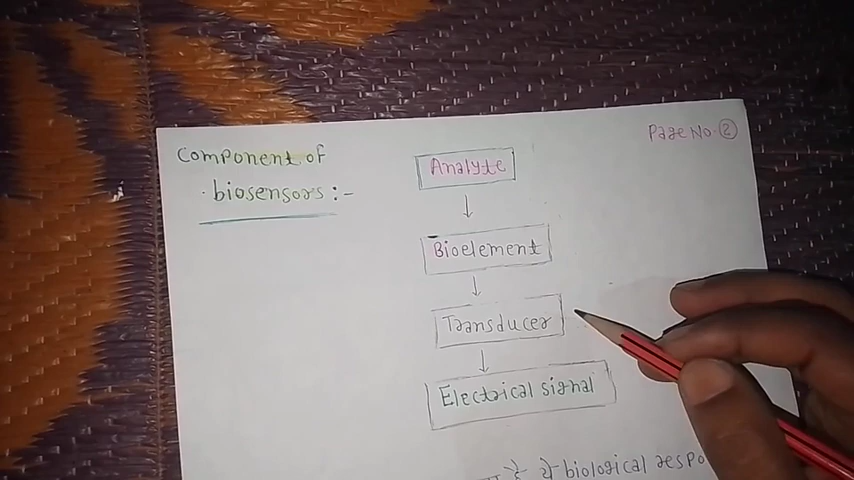 Component of
biosensors :-
Page No. 2
Analyte
Bioelement
Transducer
Electrical signal
है ये biological respo